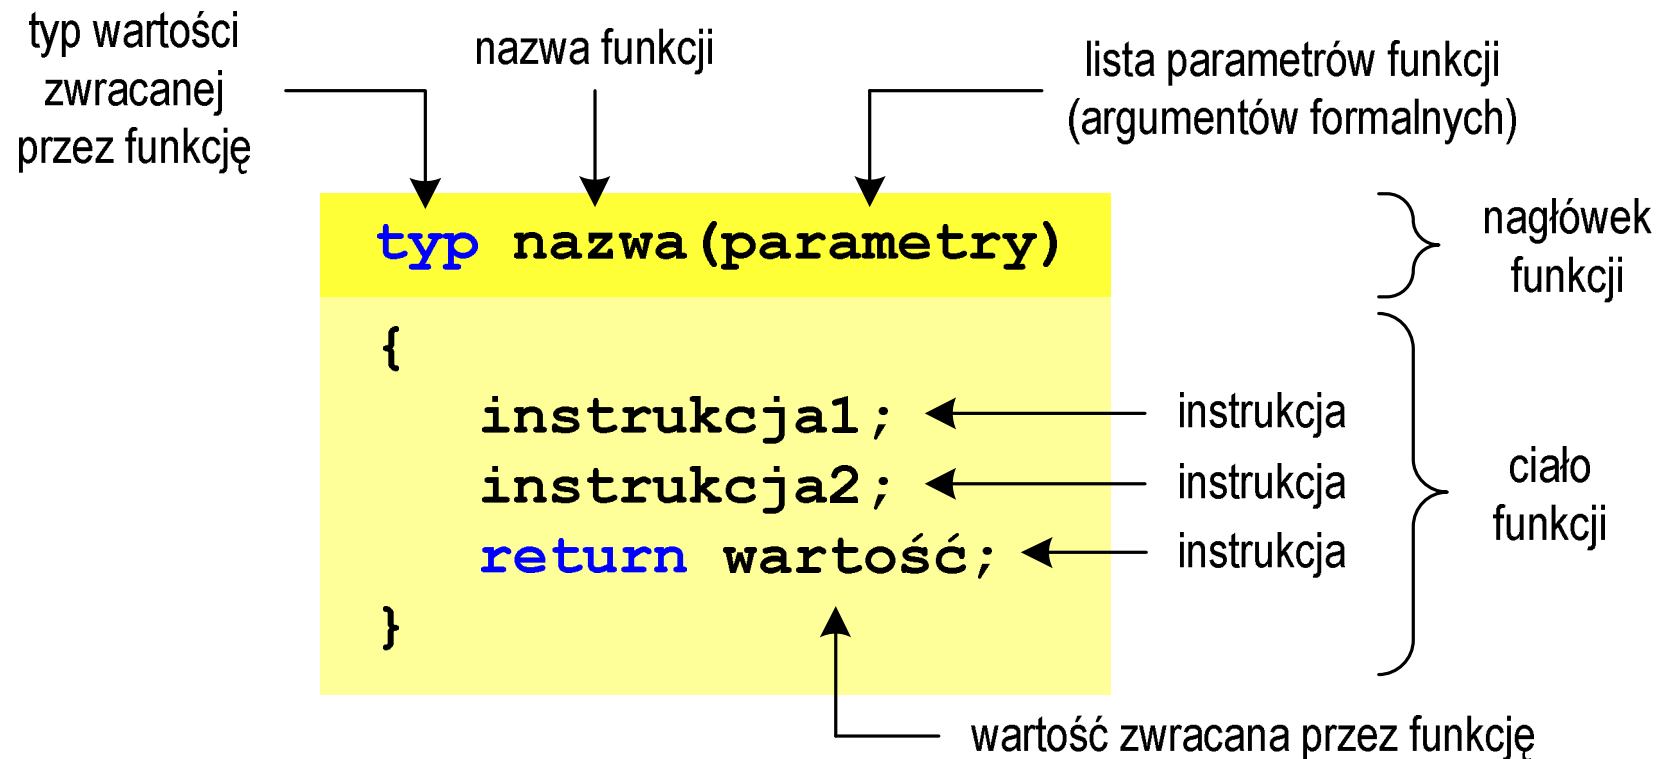 typ wartości
zwracanej
przez funkcję
nazwa funkcji
lista parametrów funkcji
(argumentów formalnych)
typ nazwa(parametry)
nagłówek
funkcji
{
instrukcja1;
instrukcja
instrukcja2;
instrukcja
return wartość;
instrukcja
}
ciało
funkcji
wartość zwracana przez funkcję